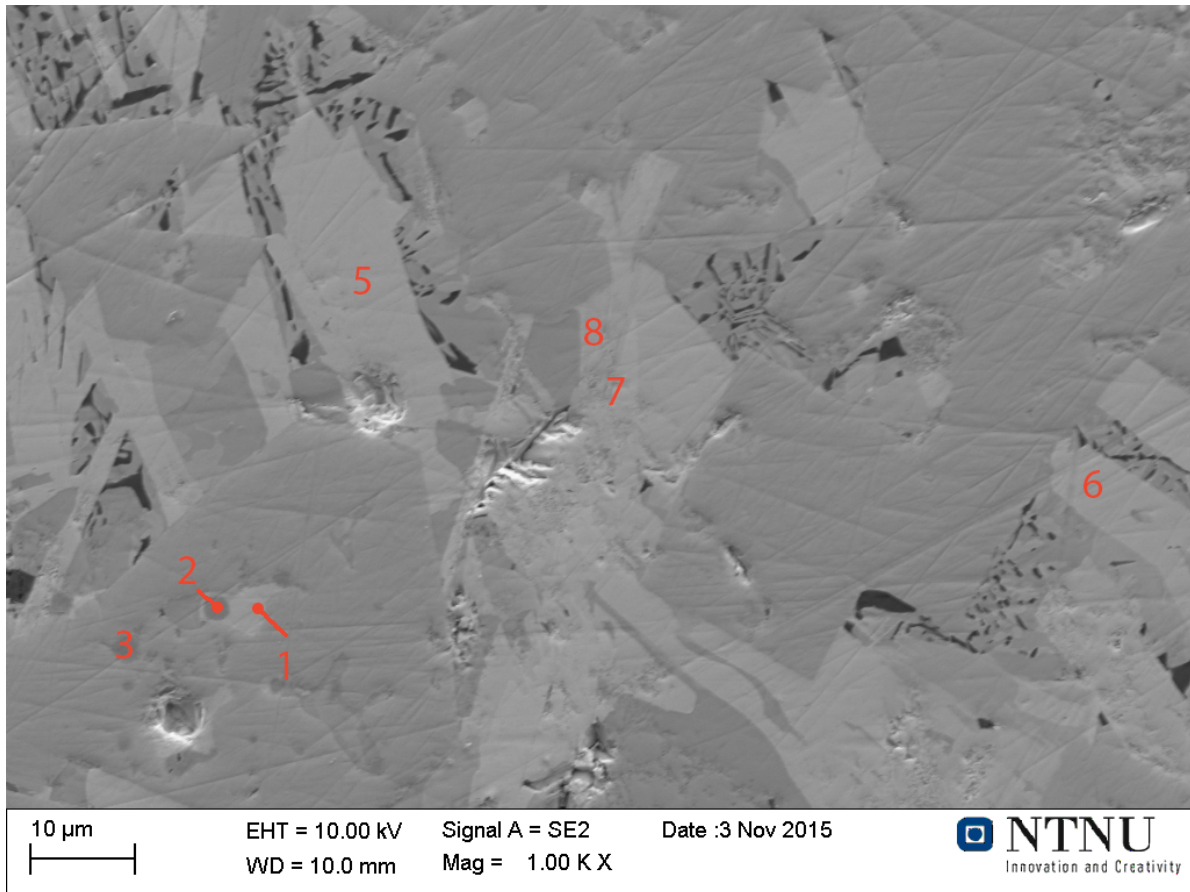 5
8
7
6
2
3
1
10 µm
EHT = 10.00 kV
Signal A = SE2
Date :3 Nov 2015
WD = 10.0 mm
Mag = 1.00 K X
NTNU
Innovation and Creativity